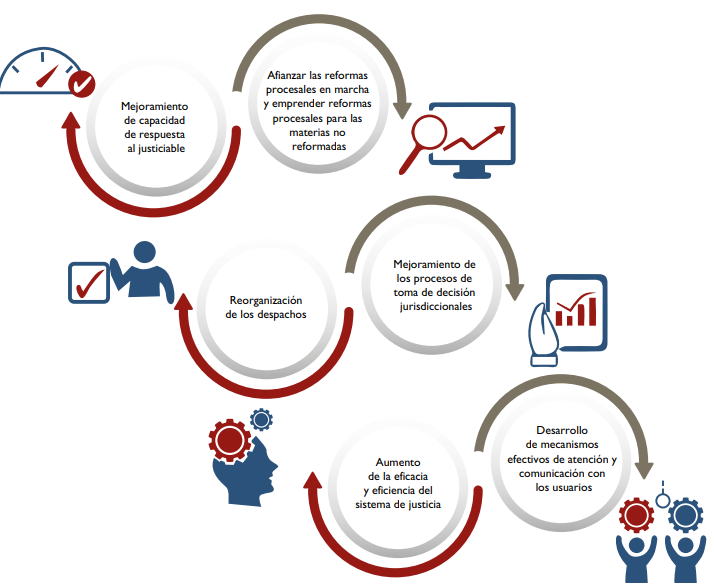 Mejoramiento
de capacidad
de respuesta
al justiciable
Afianzar las reformas
procesales en marcha
y emprender reformas
procesales para las
materias no
reformadas
Reorganización
de los despachos
Mejoramiento de
los procesos de
toma de decisión
jurisdiccionales
Aumento
de la eficacia
y eficiencia del
sistema de justicia
Desarrollo
de mecanismos
efectivos de atención y
comunicación con
los usuarios